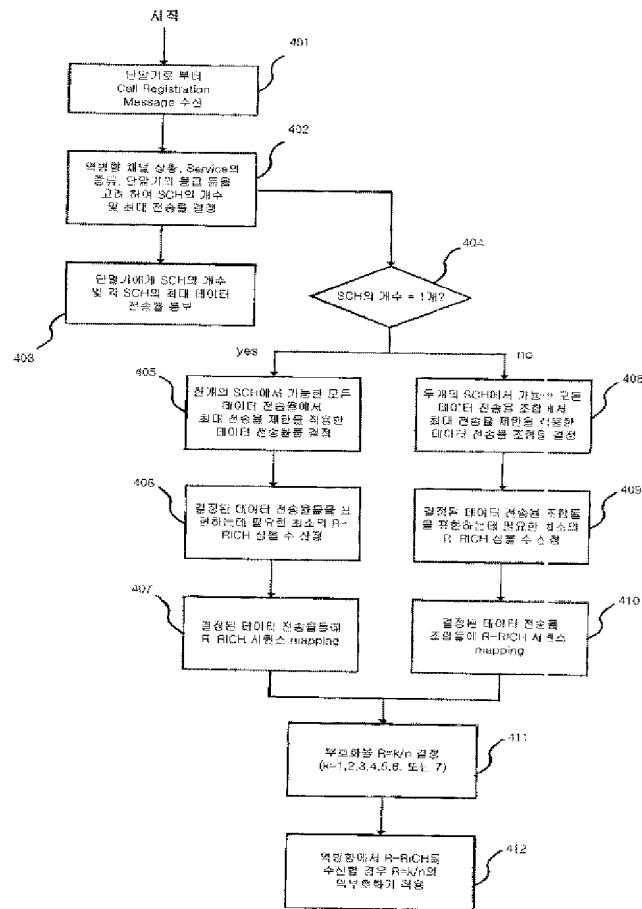 시작
401
단말기로 부터
Call Registration
Message 수신
402
역방향 채널 상황, Service의
종류, 단말기의 등급 등을
고려 하여 SCH의 개수
및 최대 전송률 결정
404
단말기에게 SCH의 개수
및 각 SCH의 최대 데이터
전송률 통보
403
SCH의 개수 = 1개?
yes
no
405
한개의 SCH에서 가능한 모든
데이터 전송율에서
최대 전송율 제한을 적용한
데이터 전송율들 결정
408
두개의 SCH에서 가능한 모든
데이터 전송율 조합에서
최대 전송율 제한을 적용한
데이터 전송율 조합들 결정
406
결정된 데이터 전송율들을 표
현하는데 필요한 최소의 R-
RICH 심볼 수 산정
409
결정된 데이터 전송율 조합들
을 표현하는데 필요한 최소의
R-RICH 심볼 수 산정
407
결정된 데이터 전송율들에
R-RICH 시퀀스 mapping
410
결정된 데이터 전송율
조합들에 R-RICH 시퀀스
mapping
411
부호화율 R=k/n 결정
(k=1,2,3,4,5,6, 또는 7)
412
역방향에서 R-RICH를
수신할 경우 R=k/n의
역부호화기 적용